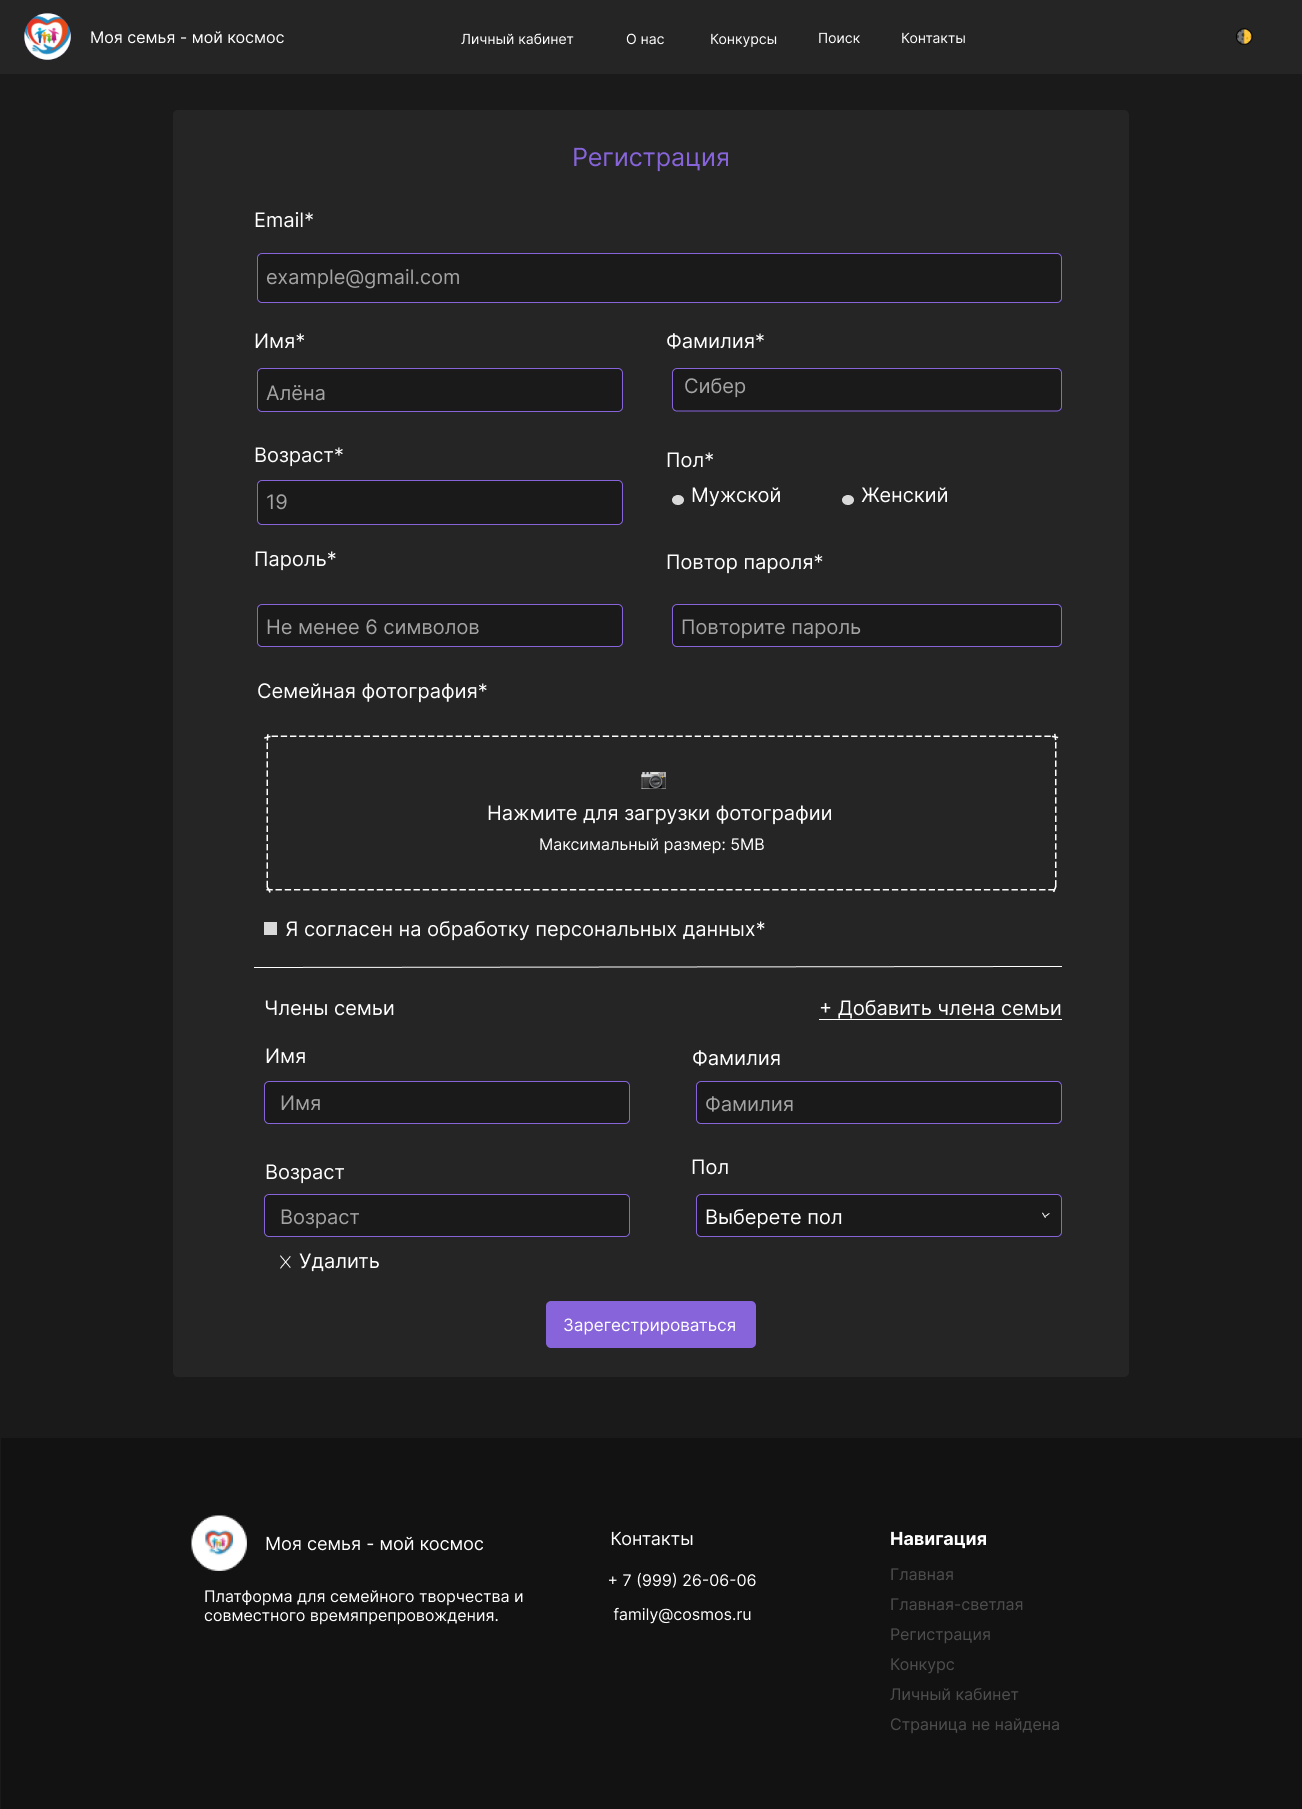 Моя семья - мой космос
Личный кабинет
О нас
Конкурсы
Поиск
Контакты
Регистрация
Email*
example@gmail.com
Имя*
Фамилия*
Алёна
Сибер
Возраст*
Пол*
19
Мужской
Женский
Пароль*
Повтор пароля*
Не менее 6 символов
Повторите пароль
Семейная фотография*
Нажмите для загрузки фотографии
Максимальный размер: 5МВ
Я согласен на обработку персональных данных*
Члены семьи
+ Добавить члена семьи
Имя
Фамилия
Имя
Фамилия
Возраст
Пол
Возраст
Выберете пол
Удалить
Зарегестрироваться
Моя семья - мой космос
Платформа для семейного творчества и
совместного времяпрепровождения.
Контакты
+ 7 (999) 26-06-06
family@cosmos.ru
Навигация
Главная
Главная-светлая
Регистрация
Конкурс
Личный кабинет
Страница не найдена